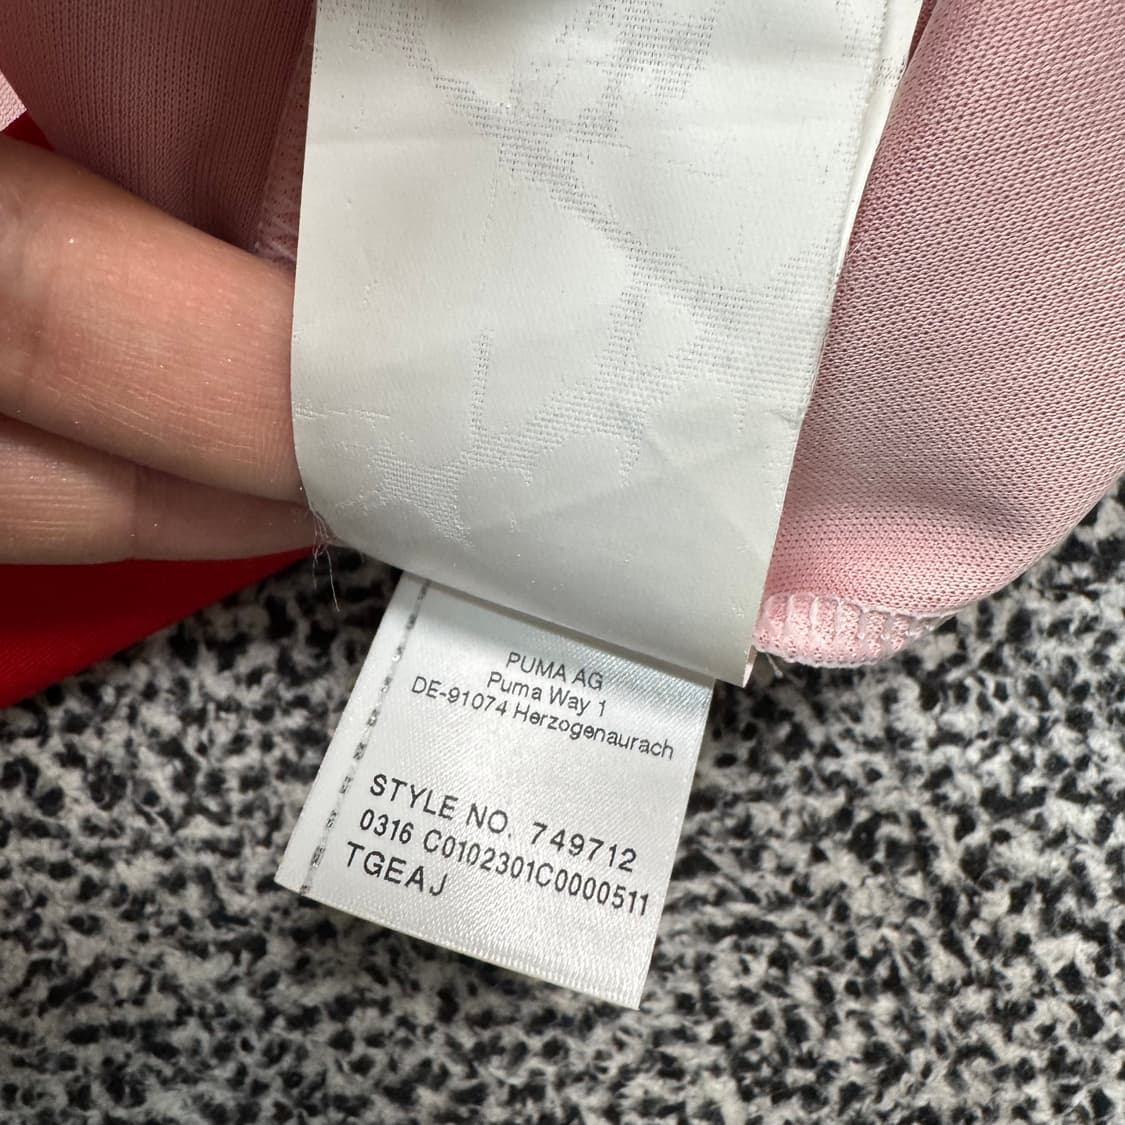 PUMA AG
Puma Way 1
DE-91074 Herzogenaurach
STYLE NO. 749712
0316 C0102301C0000511
TGEAJ